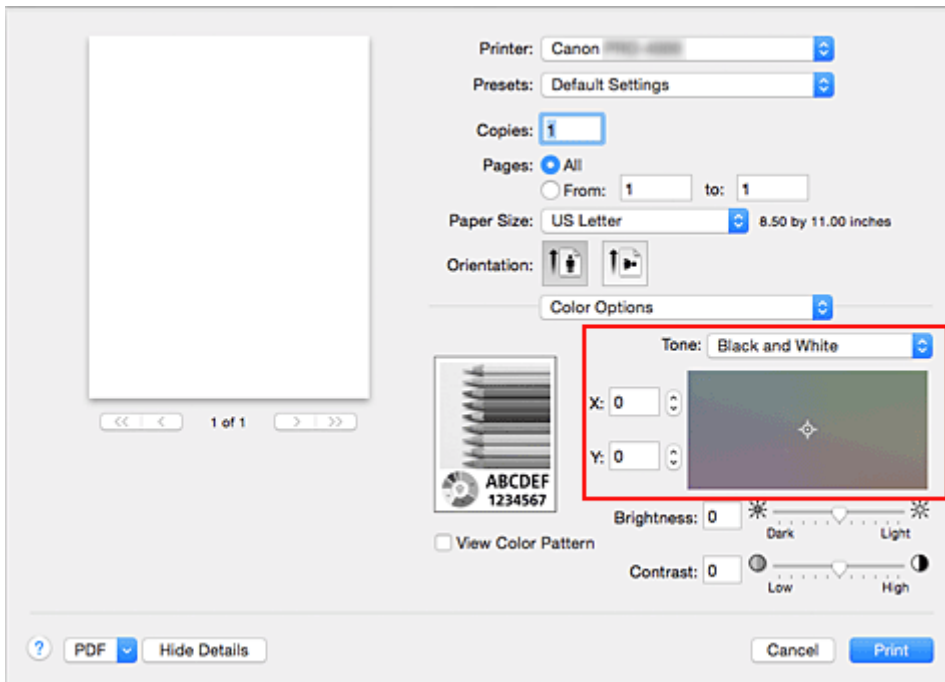 Printer: Canon
Presets: Default Settings
Copies: 1
Pages: All
From: 1 to: 1
Paper Size: US Letter 8.50 by 11.00 inches
Orientation:
Color Options
Tone: Black and White
X: 0
Y: 0
1 of 1
ABCDEF
1234567
Brightness: 0
Dark Light
View Color Pattern
Contrast: 0
Low High
? PDF Hide Details Cancel Print